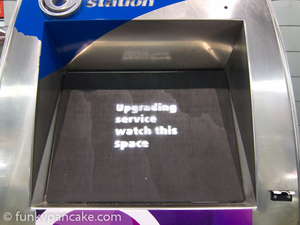 station
Upgrading
service
watch this
space
© funkypancake.com